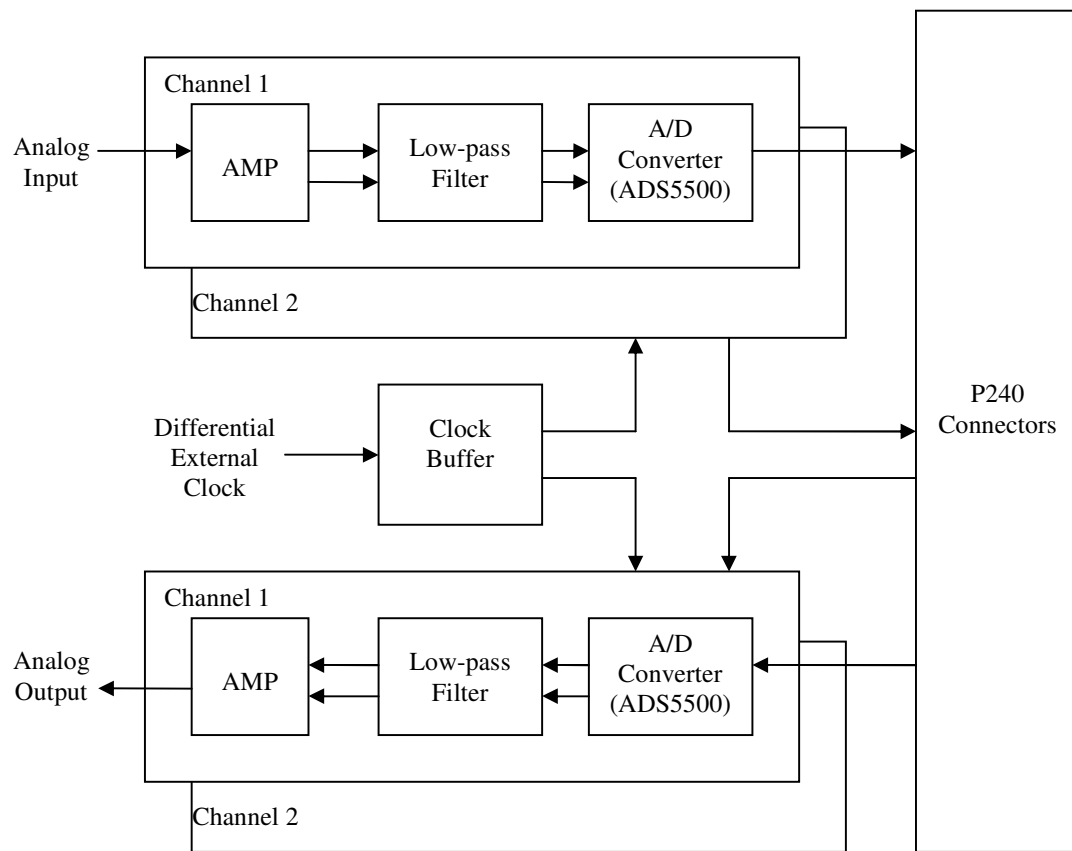 Channel 1
Analog
Input
AMP
Low-pass
Filter
A/D
Converter
(ADS5500)
Channel 2
Differential
External
Clock
Clock
Buffer
P240
Connectors
Channel 1
Analog
Output
AMP
Low-pass
Filter
A/D
Converter
(ADS5500)
Channel 2